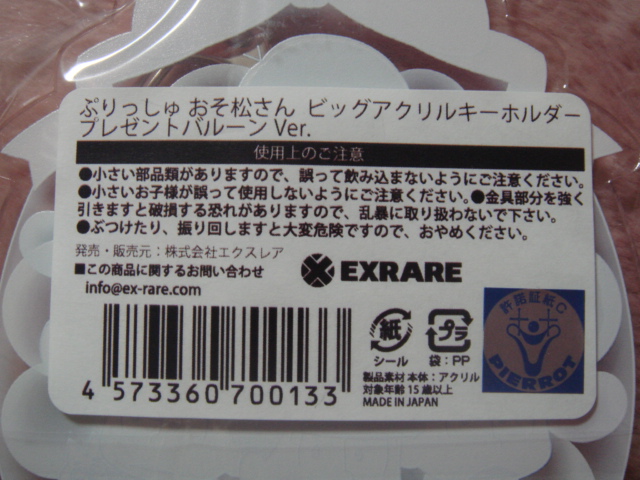 ぷりっしゅ おそ松さん ビッグアクリルキーホルダー
プレゼントバルーン Ver.
使用上のご注意
●小さい部品類がありますので、誤って飲み込まないようにご注意ください。
●小さいお子様が誤って使用しないようにご注意ください。●金具部分を強く
引きますと破損する恐れがありますので、乱暴に取り扱わないで下さい。
●ぶつけたり、振り回しますと大変危険ですので、おやめください。
発売・販売元：株式会社エクスレア
■この商品に関するお問い合わせ
info@ex-rare.com
EXRARE
4 573360 700133
紙
シール
プラ
袋：PP
製品素材 本体：アクリル
対象年齢 15歳以上
MADE IN JAPAN
許諾証紙C
PIERROT